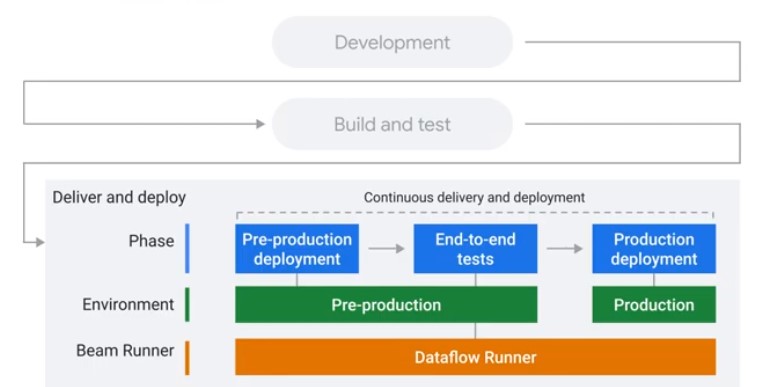 Development
Build and test
Deliver and deploy
Continuous delivery and deployment
Phase
Pre-production
deployment
End-to-end
tests
Production
deployment
Environment
Pre-production
Production
Beam Runner
Dataflow Runner